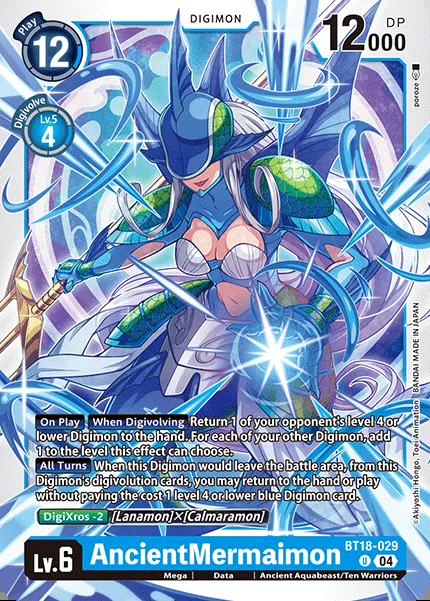 Play
12
DIGIMON
12000
DP
Digivolve
Lv.5
4
poroze
On Play When Digivolving Return 1 of your opponent's level 4 or
lower Digimon to the hand. For each of your other Digimon, add
1 to the level this effect can choose.
All Turns When this Digimon would leave the battle area, from this
Digimon's digivolution cards, you may return to the hand or play
without paying the cost 1 level 4 or lower blue Digimon card.
DigiXros -2 [Lanamon]×[Calmaramon]
©Akiyoshi Hongo, Toei Animation BANDAI MADE IN JAPAN
Lv.6
AncientMermaimon
BT18-029
U 04
Mega | Data | Ancient Aquabeast/Ten Warriors